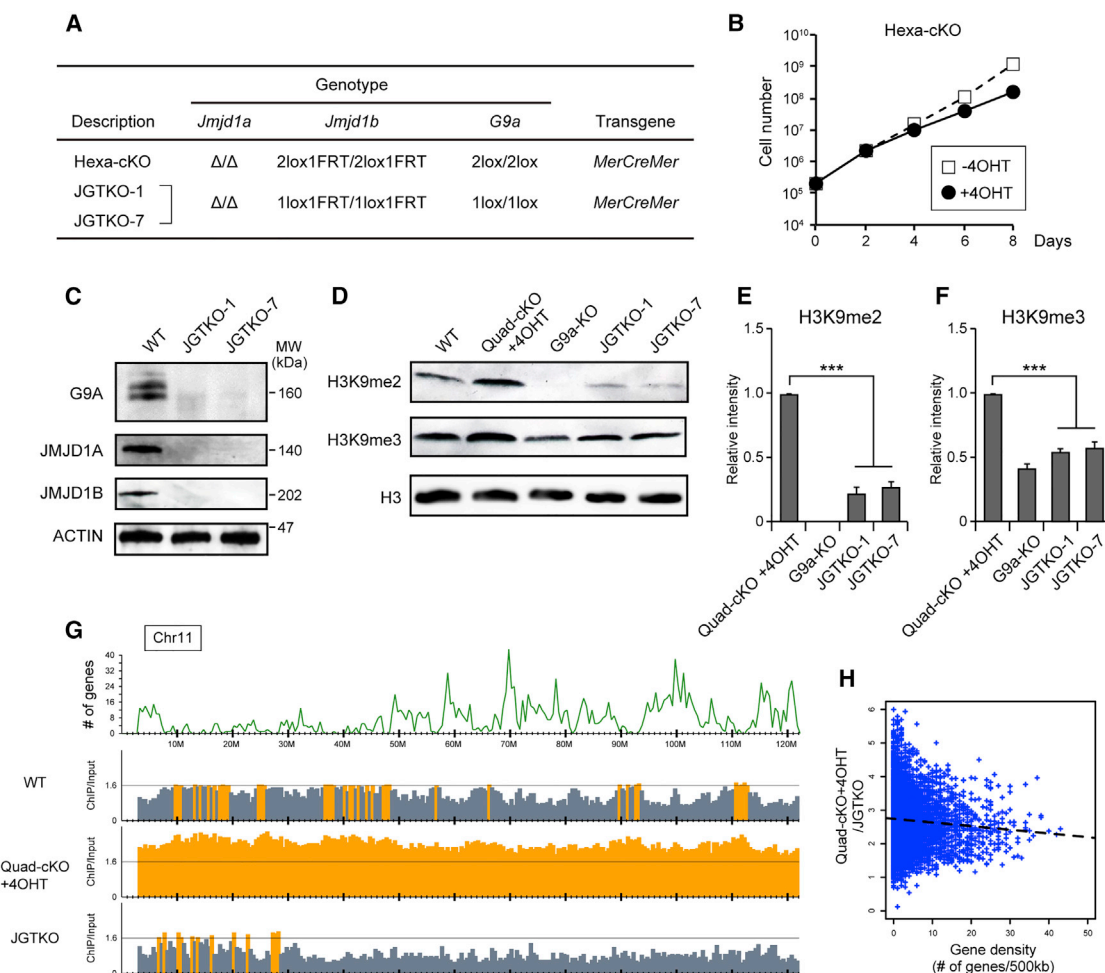 A
Genotype
Description Jmjd1a Jmjd1b G9a Transgene
Hexa-cKO Δ/Δ 2lox1FRT/2lox1FRT 2lox/2lox MerCreMer
JGTKO-1
JGTKO-7
Δ/Δ 1lox1FRT/1lox1FRT 1lox/1lox MerCreMer
B
Hexa-cKO
Cell number
10^10
10^9
10^8
10^7
10^6
10^5
10^4
0 2 4 6 8 Days
-4OHT
+4OHT
C
WT JGTKO-1 JGTKO-7
MW
(kDa)
G9A -160
JMJD1A -140
JMJD1B -202
-47
ACTIN
D
WT Quad-cKO +4OHT G9a-KO JGTKO-1 JGTKO-7
H3K9me2
H3K9me3
H3
E
H3K9me2
Relative intensity
1.5
1.0
0.5
0
***
Quad-cKO +4OHT
G9a-KO
JGTKO-1
JGTKO-7
F
H3K9me3
Relative intensity
1.5
1.0
0.5
0
***
Quad-cKO +4OHT
G9a-KO
JGTKO-1
JGTKO-7
G
Chr11
# of genes
40
32
24
16
8
0
10M 20M 30M 40M 50M 60M 70M 80M 90M 100M 110M 120M
WT
ChIP/Input
1.6
0
Quad-cKO
+4OHT
ChIP/Input
1.6
0
JGTKO
ChIP/Input
1.6
0
H
Quad-cKO+4OHT
/JGTKO
6
5
4
3
2
1
0
0 10 20 30 40 50
Gene density
(# of genes/500kb)